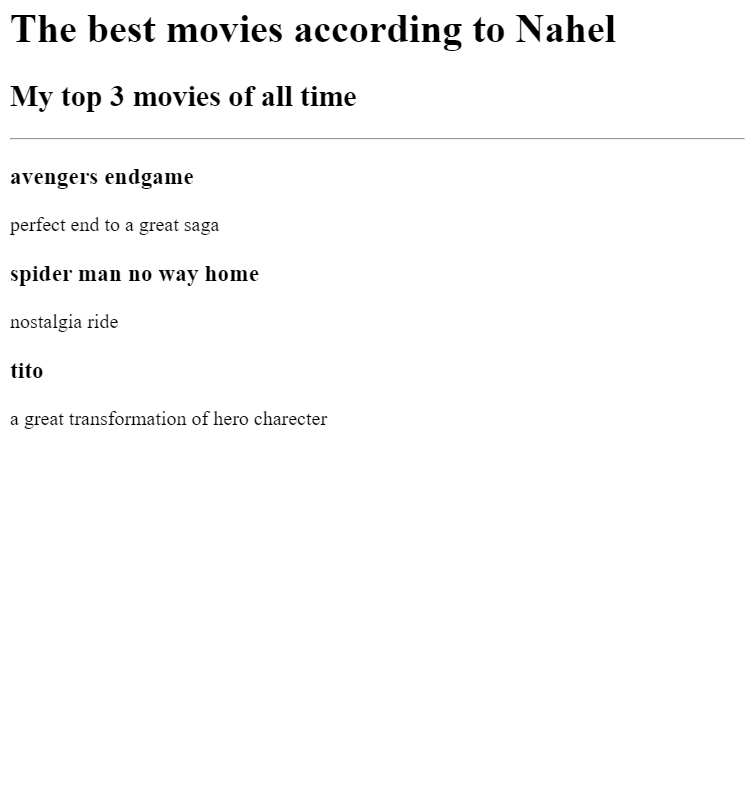 The best movies according to Nahel
My top 3 movies of all time
avengers endgame
perfect end to a great saga
spider man no way home
nostalgia ride
tito
a great transformation of hero charecter